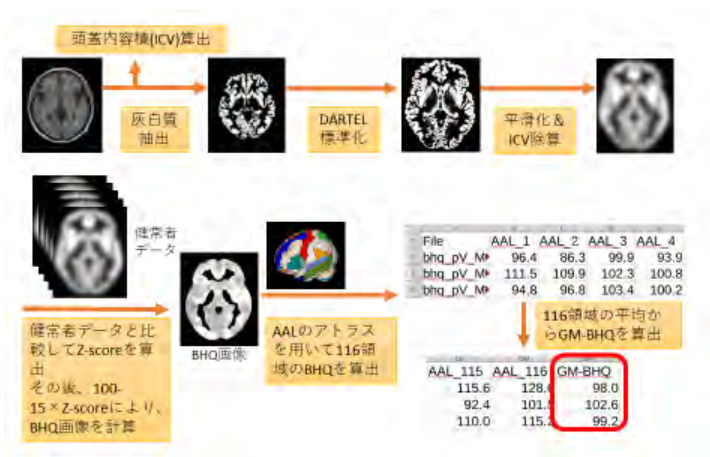 頭蓋内容積(ICV)算出
灰白質
抽出
DARTEL
標準化
平滑化&
ICV除算
健常者
データ
健常者データと比
較してZ-scoreを算
出
その後、100-
15×Z-scoreにより、
BHQ画像を計算
BHQ画像
AALのアトラス
を用いて116領
域のBHQを算出
File AAL_1 AAL_2 AAL_3 AAL_4
bhq_pV_M 96.4 86.3 99.9 93.9
bhq_pV_M 111.5 109.9 102.3 100.8
bhq_pV_M 94.8 96.8 103.4 100.2
116領域の平均か
らGM-BHQを算出
AAL_115 AAL_116 GM-BHQ
115.6 128. 98.0
92.4 101. 102.6
110.0 115. 99.2